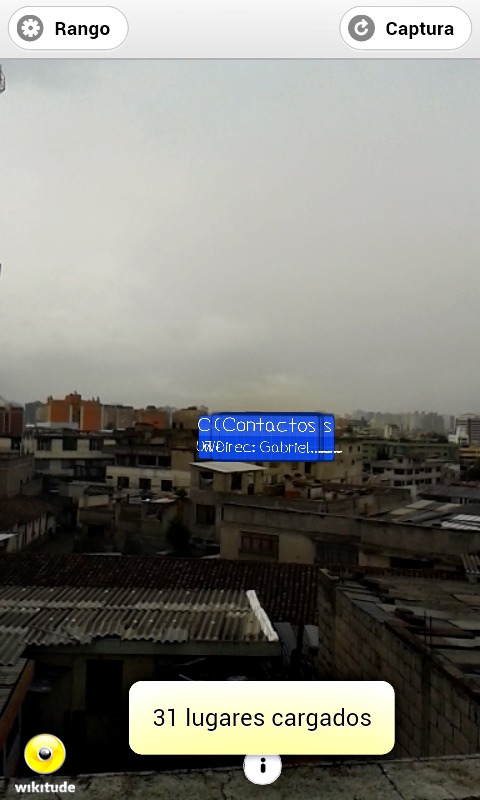 Rango
Captura
(Contactos
Direc: Gabriel...
31 lugares cargados
wikitude